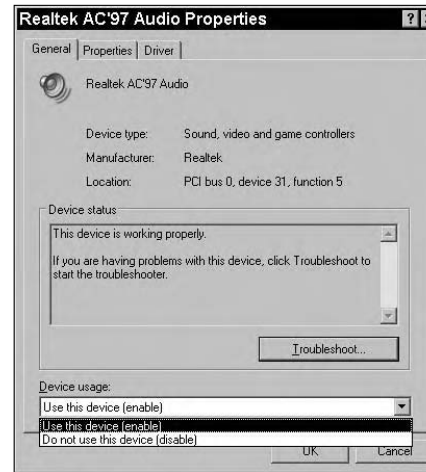 Realtek AC'97 Audio Properties
General Properties Driver
Realtek AC'97 Audio
Device type: Sound, video and game controllers
Manufacturer: Realtek
Location: PCI bus 0, device 31, function 5
Device status
This device is working properly.
If you are having problems with this device, click Troubleshoot to
start the troubleshooter.
Troubleshoot...
Device usage:
Use this device (enable)
Use this device (enable)
Do not use this device (disable)
OK Cancel